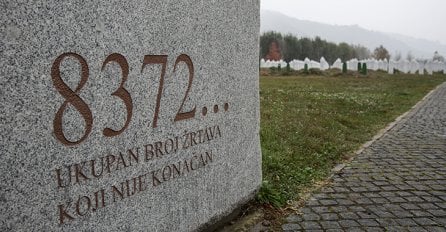 8372...
UKUPAN BROJ ŽRTAVA
KOJI NIJE KONAČAN